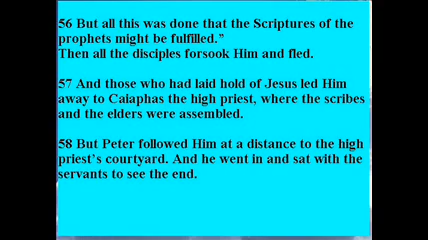 56 But all this was done that the Scriptures of the
prophets might be fulfilled.”
Then all the disciples forsook Him and fled.
57 And those who had laid hold of Jesus led Him
away to Caiaphas the high priest, where the scribes
and the elders were assembled.
58 But Peter followed Him at a distance to the high
priest’s courtyard. And he went in and sat with the
servants to see the end.